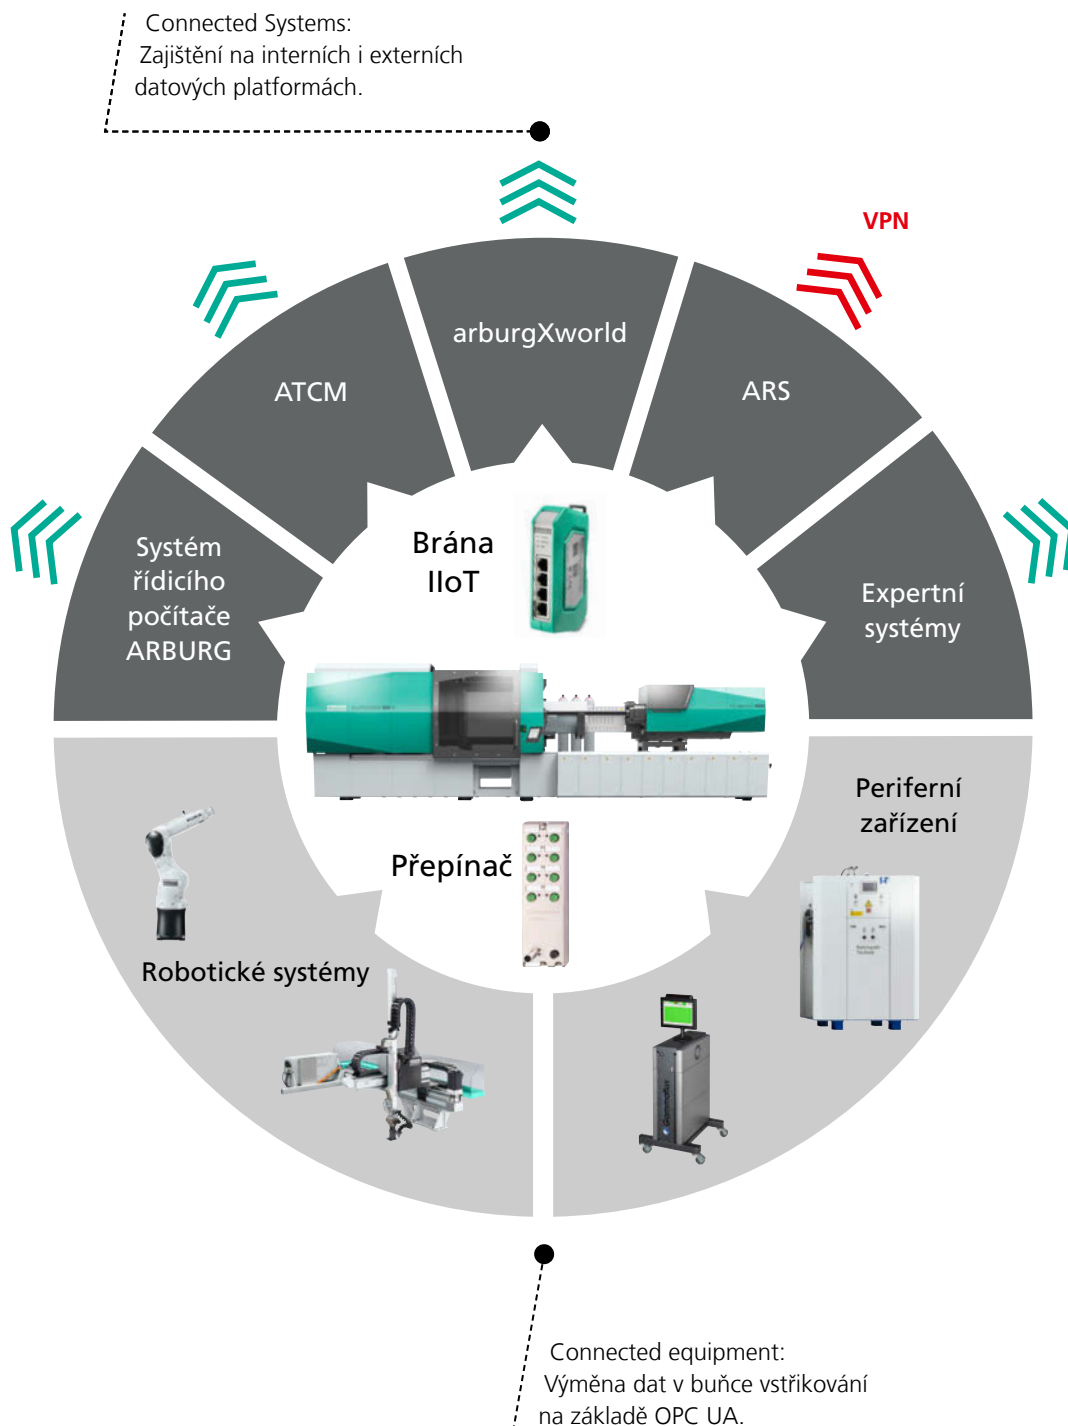 Connected Systems:
Zajištění na interních i externích
datových platformách.
VPN
arburgXworld
ATCM
ARS
Systém
řídicího
počítače
ARBURG
Brána
IIoT
Expertní
systémy
Periferní
zařízení
Přepínač
Robotické systémy
Connected equipment:
Výměna dat v buňce vstřikování
na základě OPC UA.